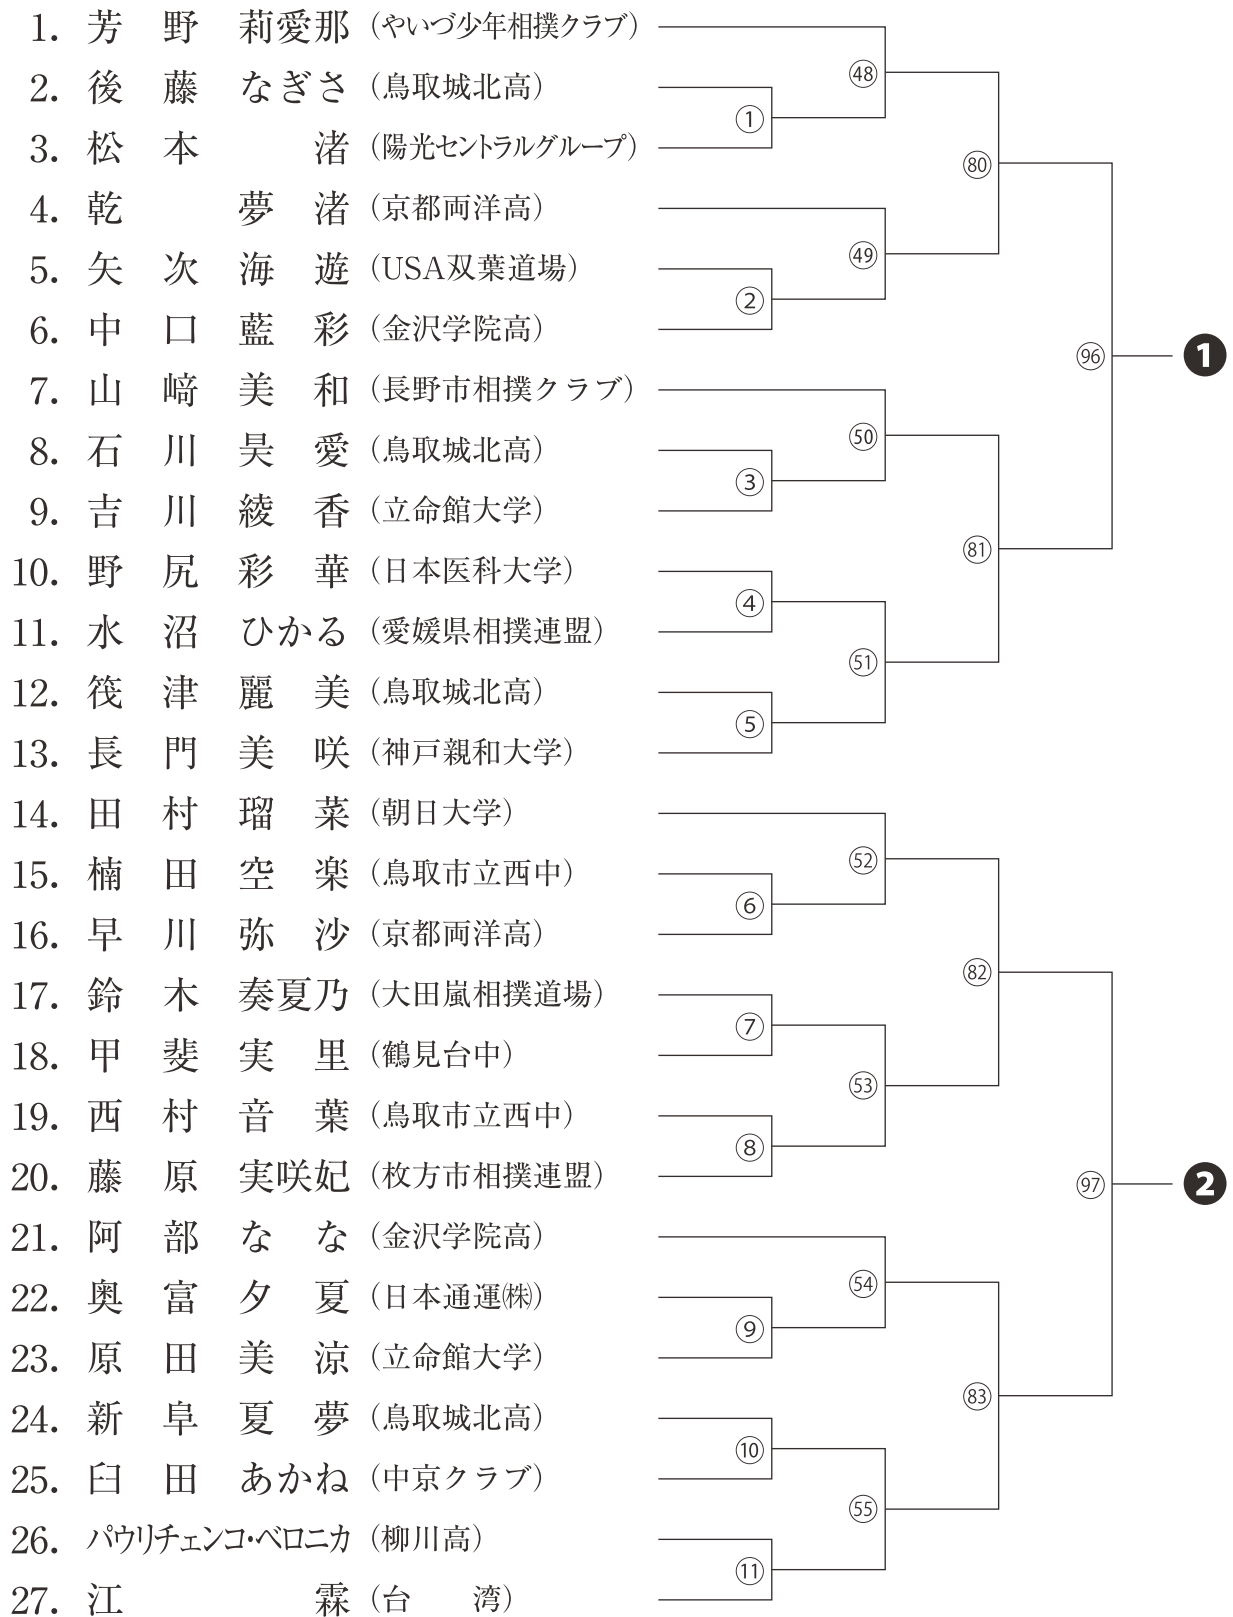 1. 芳野 莉愛那 (やいづ少年相撲クラブ)
2. 後藤 なぎさ (鳥取城北高)
3. 松本 渚 (陽光セントラルグループ)
4. 乾 夢渚 (京都両洋高)
5. 矢次 海遊 (USA双葉道場)
6. 中口 藍彩 (金沢学院高)
7. 山﨑 美和 (長野市相撲クラブ)
8. 石川 昊愛 (鳥取城北高)
9. 吉川 綾香 (立命館大学)
10. 野尻 彩華 (日本医科大学)
11. 水沼 ひかる (愛媛県相撲連盟)
12. 筏津 麗美 (鳥取城北高)
13. 長門 美咲 (神戸親和大学)
14. 田村 瑠菜 (朝日大学)
15. 楠田 空楽 (鳥取市立西中)
16. 早川 弥沙 (京都両洋高)
17. 鈴木 奏夏乃 (大田嵐相撲道場)
18. 甲斐 実里 (鶴見台中)
19. 西村 音葉 (鳥取市立西中)
20. 藤原 実咲妃 (枚方市相撲連盟)
21. 阿部 なな (金沢学院高)
22. 奥富 夕夏 (日本通運㈱)
23. 原田 美涼 (立命館大学)
24. 新阜 夏夢 (鳥取城北高)
25. 臼田 あかね (中京クラブ)
26. パウリチェンコ・ベロニカ (柳川高)
27. 江 霖 (台湾)
①
②
③
④
⑤
⑥
⑦
⑧
⑨
⑩
⑪
㊽
㊾
㊿
51
52
53
54
55
80
81
82
83
96
97
❶
❷